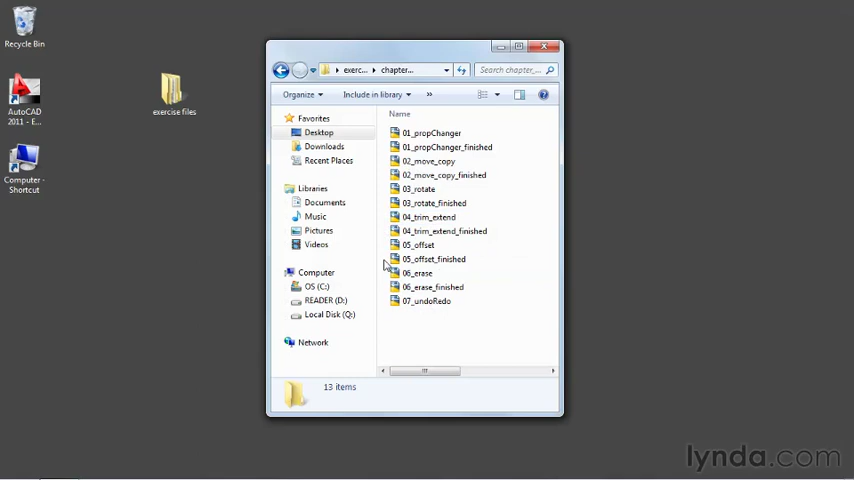 Recycle Bin
AutoCAD
2011 - E...
Computer -
Shortcut
exercise files
exerc...
chapter...
Search chapter_...
Organize
Include in library
»
Favorites
Desktop
Downloads
Recent Places
Libraries
Documents
Music
Pictures
Videos
Computer
OS (C:)
READER (D:)
Local Disk (Q:)
Network
Name
01_propChanger
01_propChanger_finished
02_move_copy
02_move_copy_finished
03_rotate
03_rotate_finished
04_trim_extend
04_trim_extend_finished
05_offset
05_offset_finished
06_erase
06_erase_finished
07_undoRedo
13 items
lynda.com